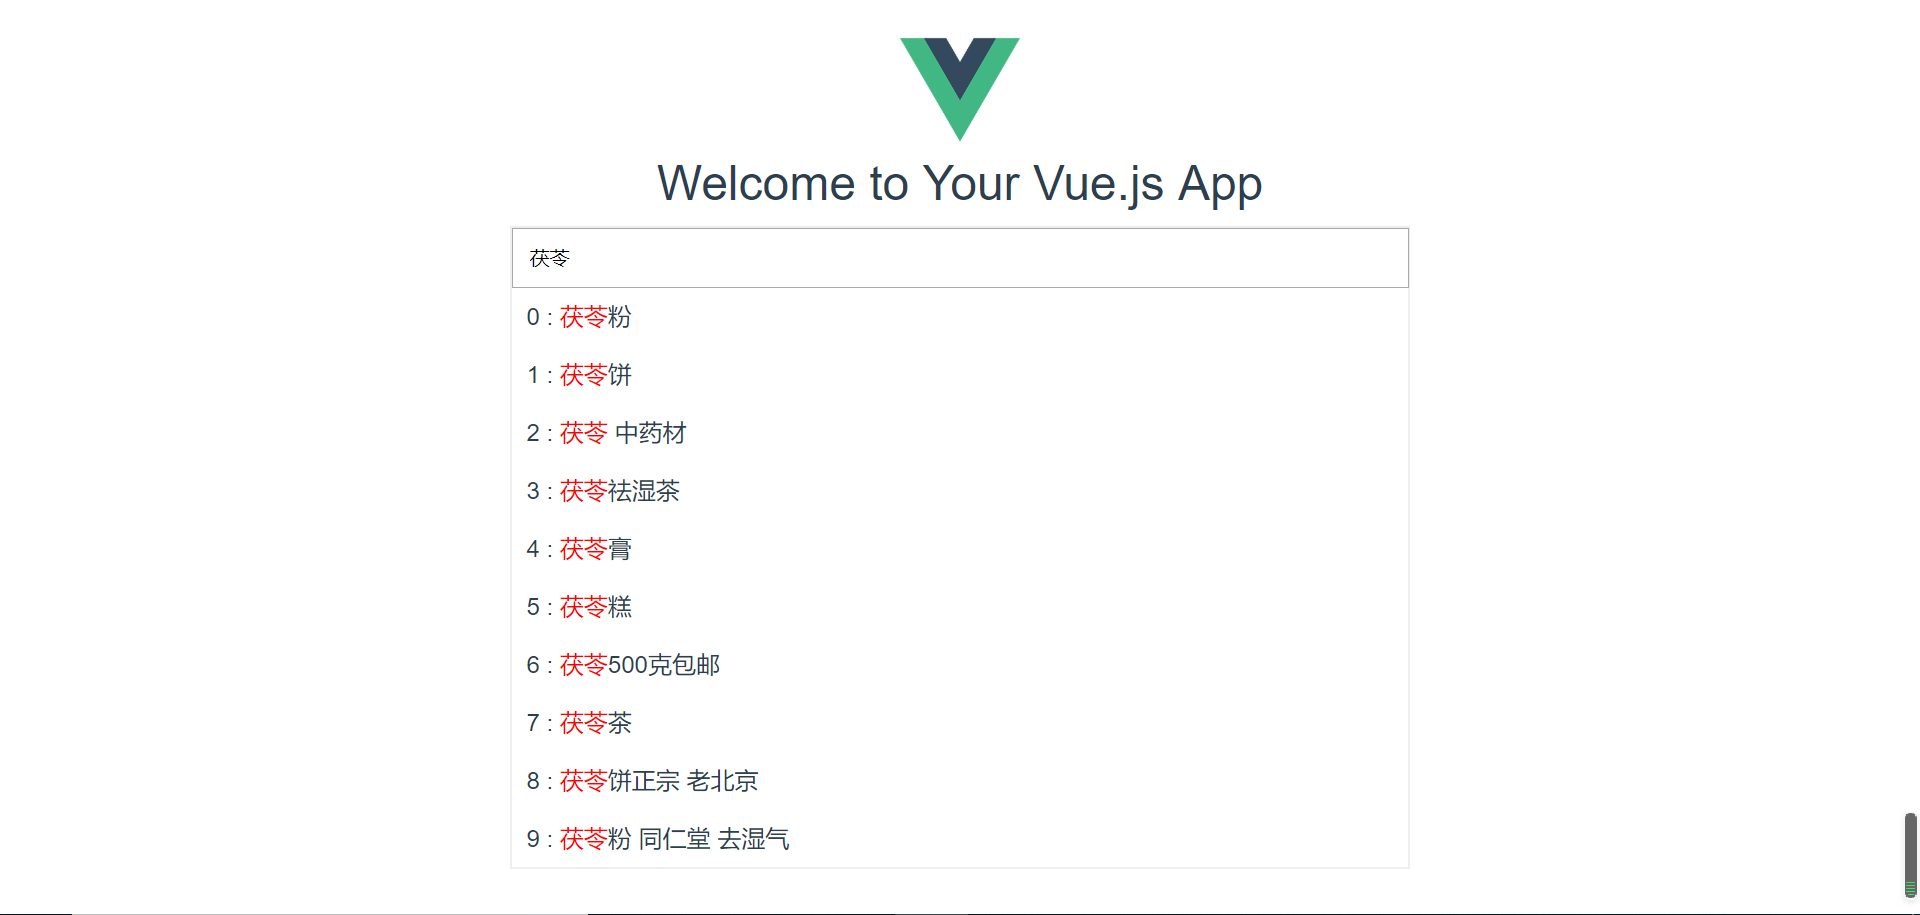 Welcome to Your Vue.js App
茯苓
0 : 茯苓粉
1 : 茯苓饼
2 : 茯苓 中药材
3 : 茯苓祛湿茶
4 : 茯苓膏
5 : 茯苓糕
6 : 茯苓500克包邮
7 : 茯苓茶
8 : 茯苓饼正宗 老北京
9 : 茯苓粉 同仁堂 去湿气